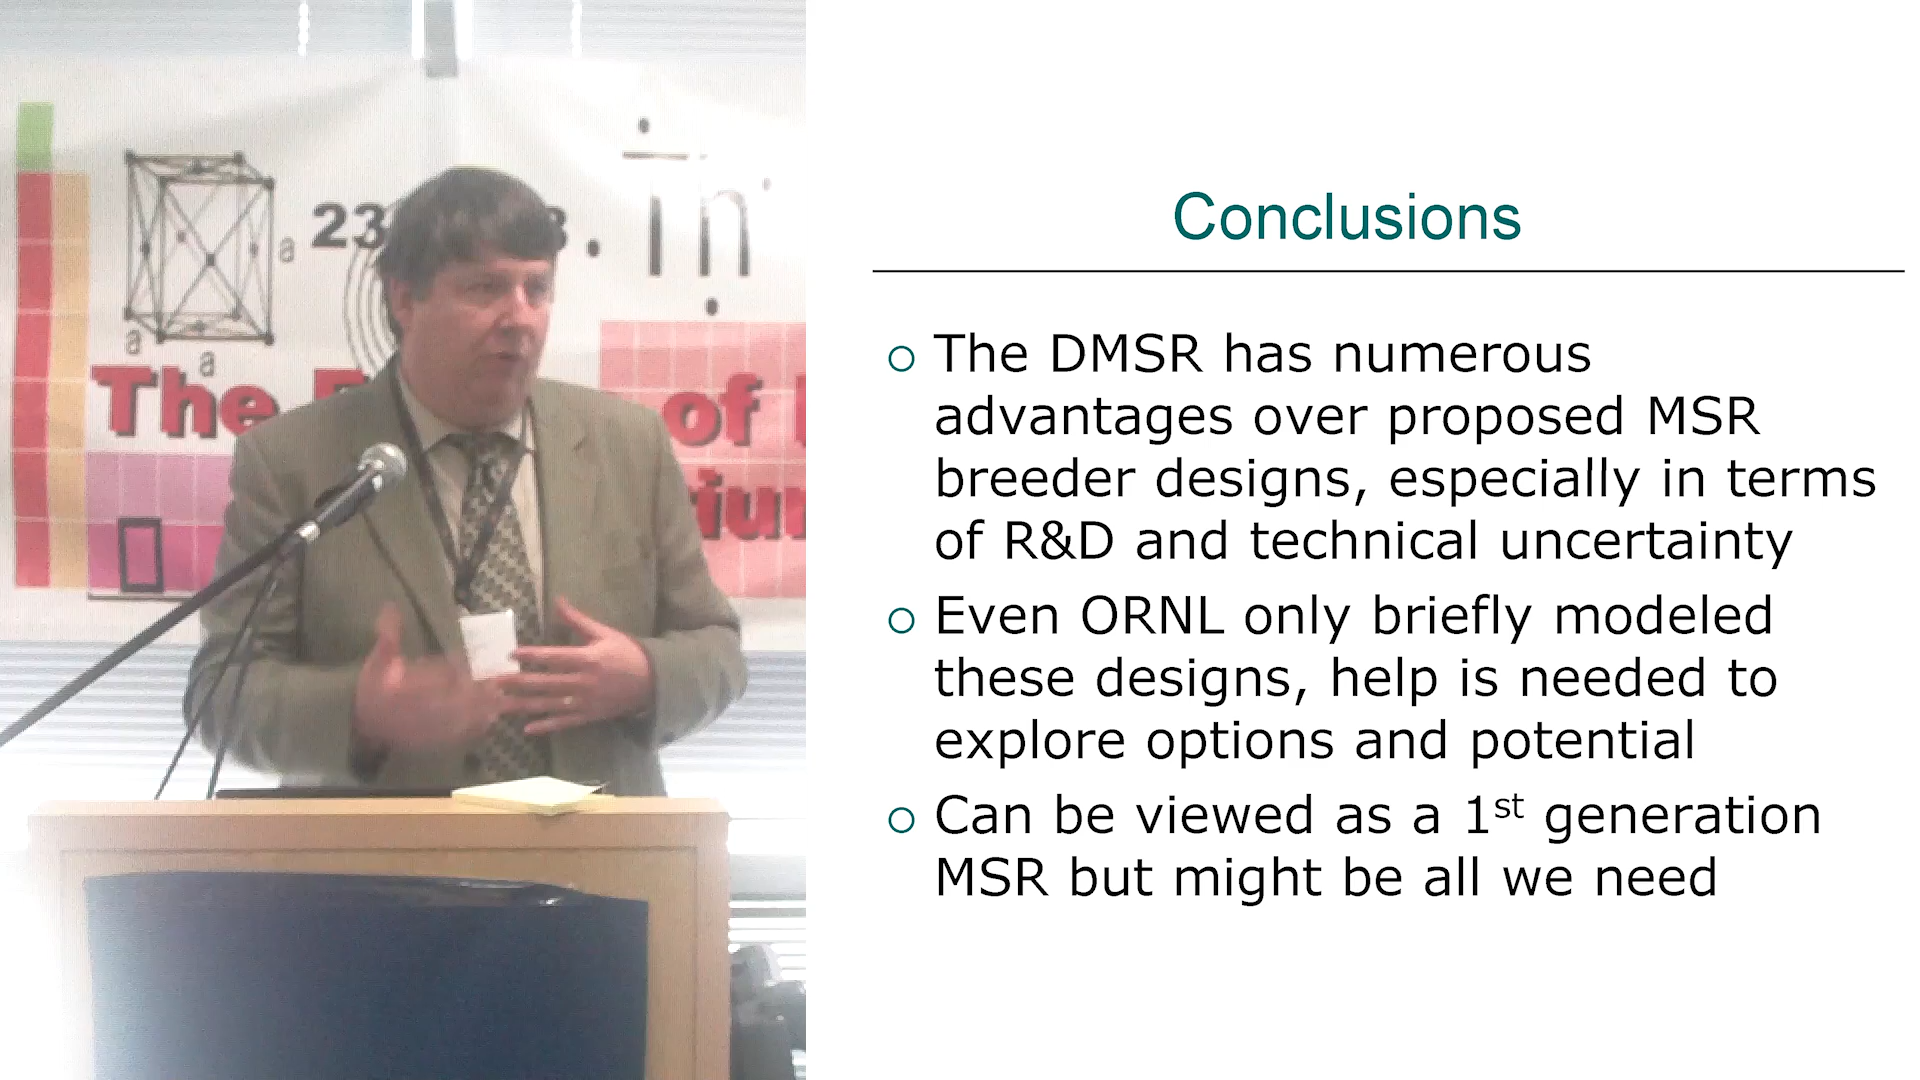 a
a
a
23
The
of
Conclusions
The DMSR has numerous
advantages over proposed MSR
breeder designs, especially in terms
of R&D and technical uncertainty
Even ORNL only briefly modeled
these designs, help is needed to
explore options and potential
Can be viewed as a 1st generation
MSR but might be all we need